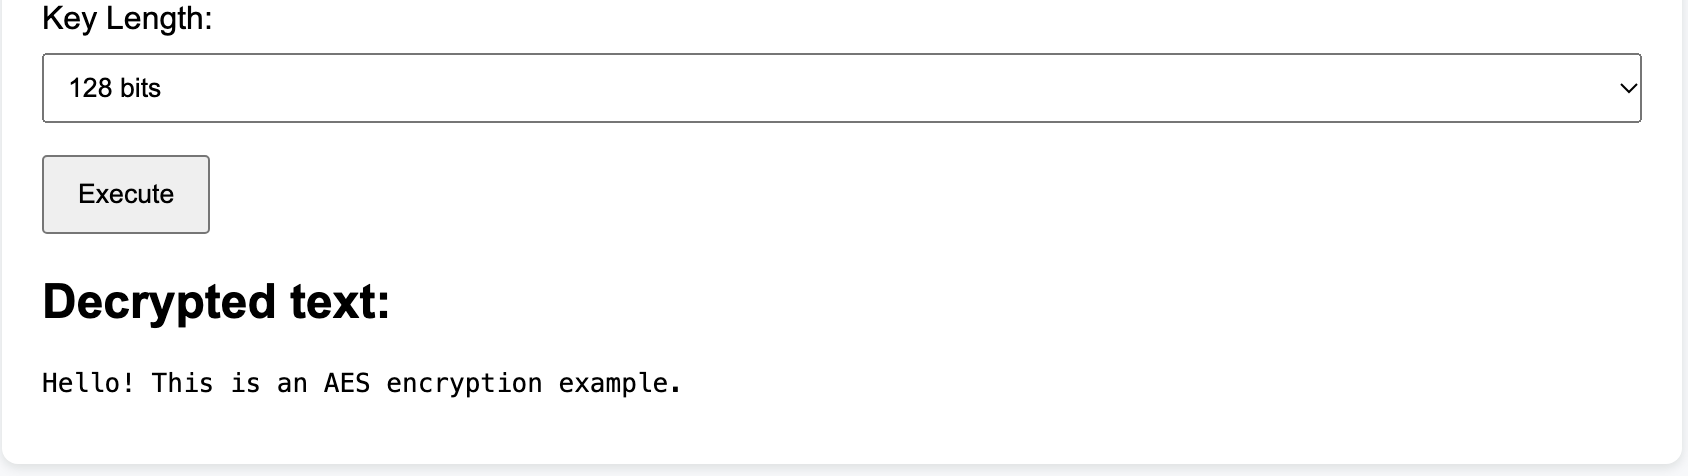 Key Length:
128 bits
Execute
Decrypted text:
Hello! This is an AES encryption example.